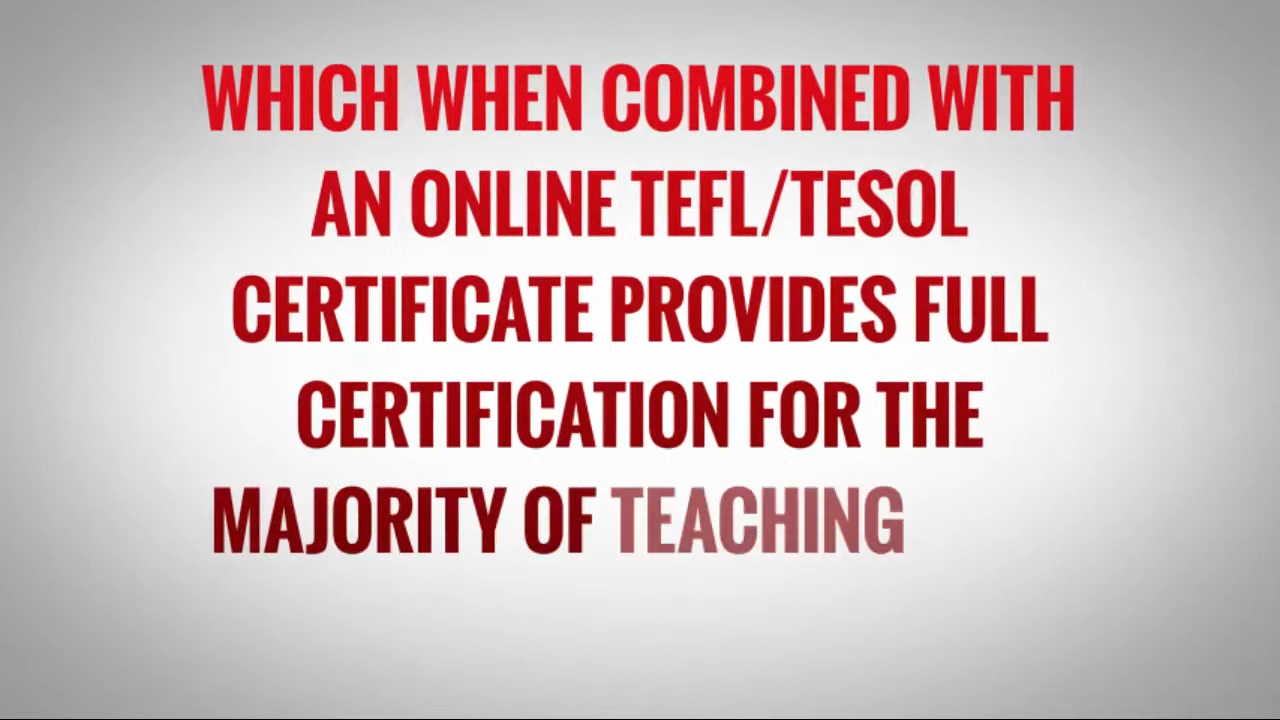 WHICH WHEN COMBINED WITH
AN ONLINE TEFL/TESOL
CERTIFICATE PROVIDES FULL
CERTIFICATION FOR THE
MAJORITY OF TEACHING